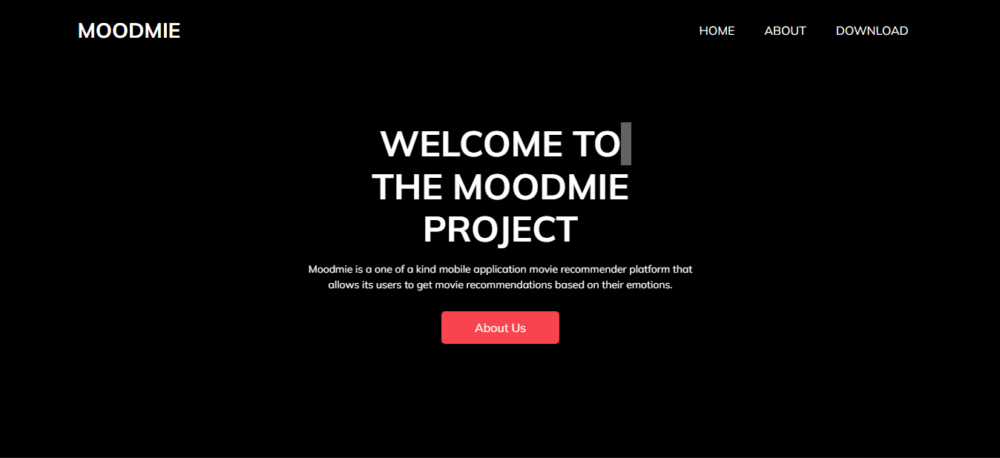 MOODMIE
HOME ABOUT DOWNLOAD
WELCOME TO
THE MOODMIE
PROJECT
Moodmie is a one of a kind mobile application movie recommender platform that
allows its users to get movie recommendations based on their emotions.
About Us